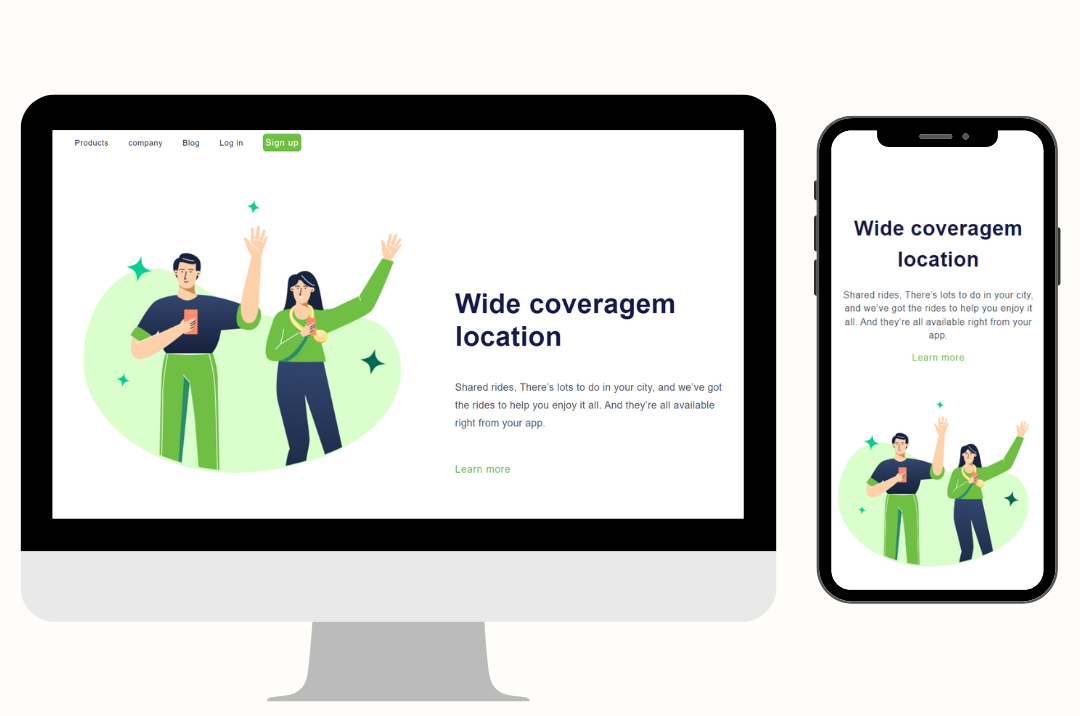 Products company Blog Log in Sign up
Wide coveragem
location
Shared rides, There's lots to do in your city, and we've got
the rides to help you enjoy it all. And they're all available
right from your app.
Learn more
Wide coveragem
location
Shared rides, There's lots to do in your city,
and we've got the rides to help you enjoy it
all. And they're all available right from your
app.
Learn more